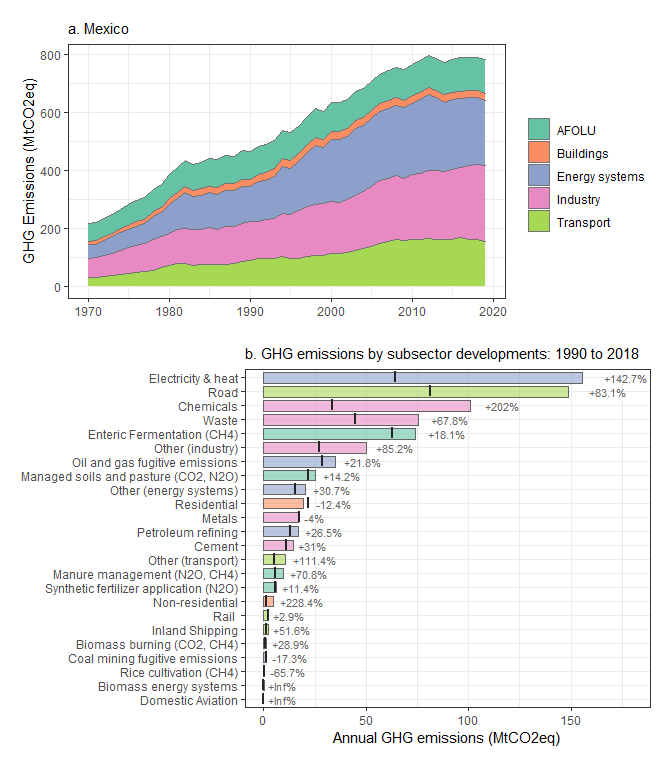 a. Mexico
GHG Emissions (MtCO2eq)
800
600
400
200
0
1970
1980
1990
2000
2010
2020
AFOLU
Buildings
Energy systems
Industry
Transport
b. GHG emissions by subsector developments: 1990 to 2018
Electricity & heat +142.7%
Road +83.1%
Chemicals +202%
Waste +67.8%
Enteric Fermentation (CH4) +18.1%
Other (industry) +85.2%
Oil and gas fugitive emissions +21.8%
Managed soils and pasture (CO2, N2O) +14.2%
Other (energy systems) +30.7%
Residential -12.4%
Metals -4%
Petroleum refining +26.5%
Cement +31%
Other (transport) +111.4%
Manure management (N2O, CH4) +70.8%
Synthetic fertilizer application (N2O) +11.4%
Non-residential +228.4%
Rail +2.9%
Inland Shipping +51.6%
Biomass burning (CO2, CH4) +28.9%
Coal mining fugitive emissions -17.3%
Rice cultivation (CH4) -65.7%
Biomass energy systems +Inf%
Domestic Aviation +Inf%
0
50
100
150
Annual GHG emissions (MtCO2eq)